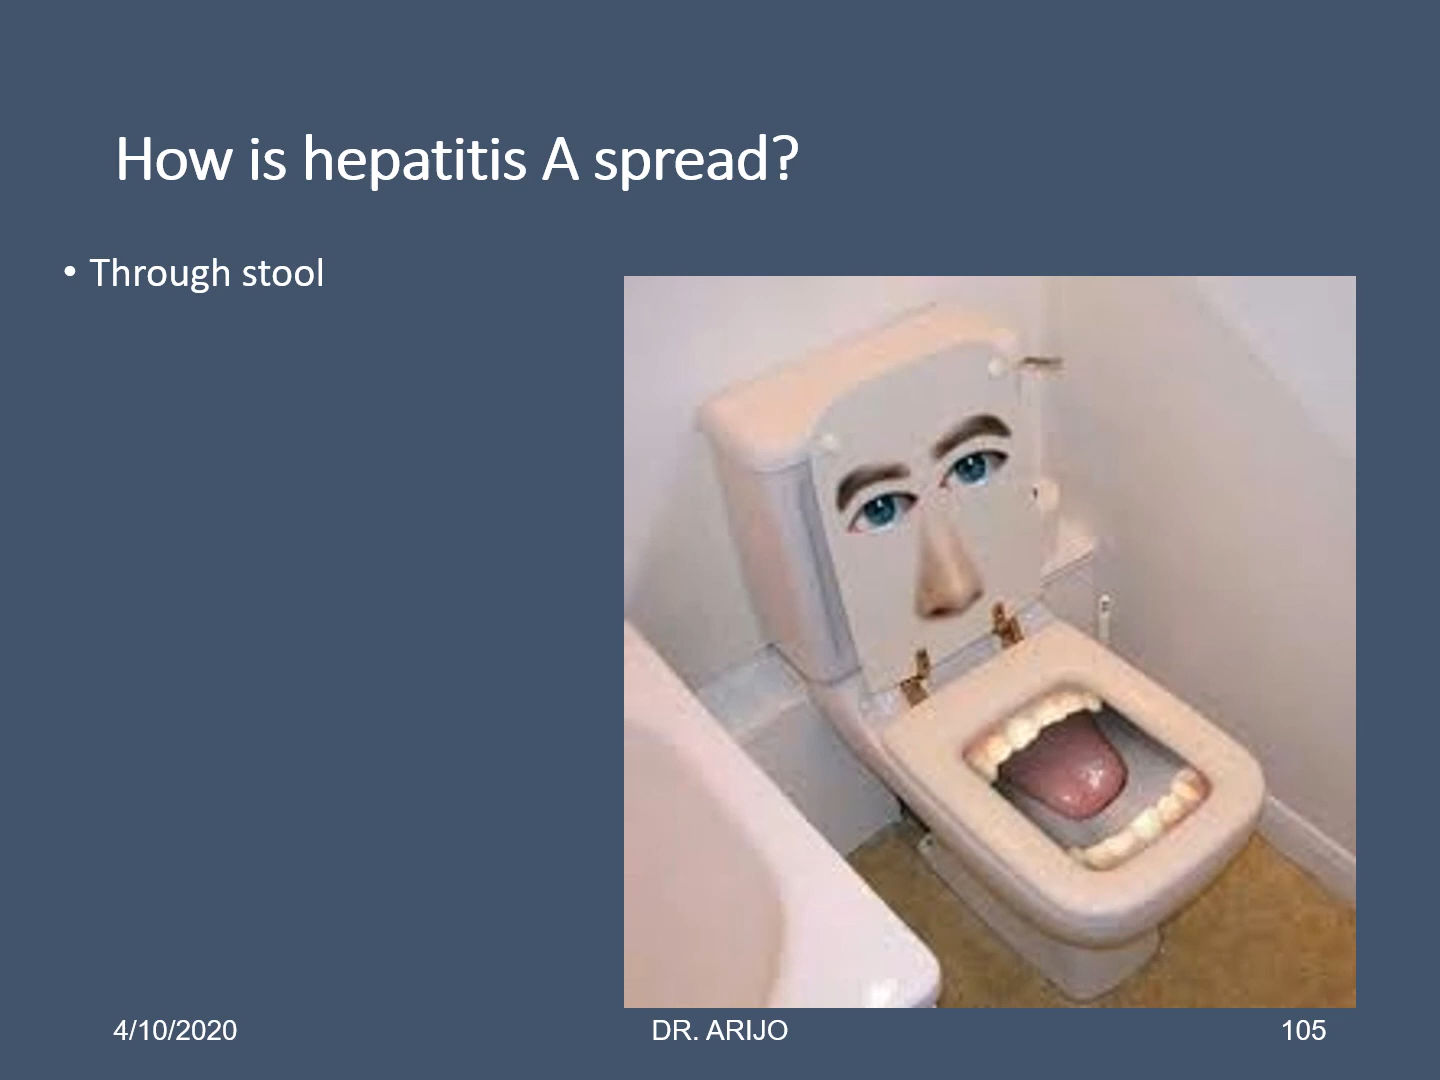 How is hepatitis A spread?
• Through stool
4/10/2020
DR. ARIJO
105